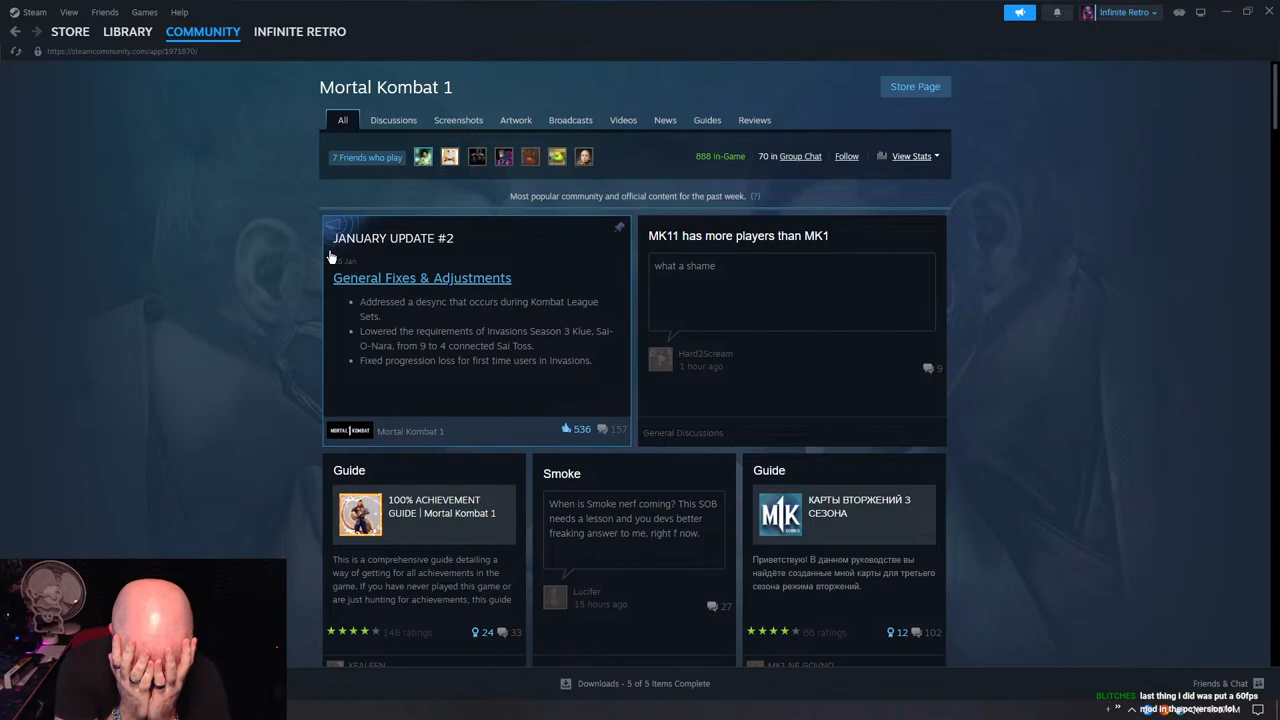 Steam View Friends Games Help
Infinite Retro
STORE LIBRARY COMMUNITY INFINITE RETRO
https://steamcommunity.com/app/1971870/
Mortal Kombat 1
Store Page
All Discussions Screenshots Artwork Broadcasts Videos News Guides Reviews
7 Friends who play
888 In-Game 70 in Group Chat Follow View Stats
Most popular community and official content for the past week. (?)
JANUARY UPDATE #2
Jan
General Fixes & Adjustments
Addressed a desync that occurs during Kombat League
Sets.
Lowered the requirements of Invasions Season 3 Klue, Sai-
O-Nara, from 9 to 4 connected Sai Toss.
Fixed progression loss for first time users in Invasions.
MORTAL KOMBAT
Mortal Kombat 1
536 157
MK11 has more players than MK1
what a shame
Hard2Scream
1 hour ago
9
General Discussions
Guide
100% ACHIEVEMENT
GUIDE | Mortal Kombat 1
This is a comprehensive guide detailing a
way of getting for all achievements in the
game. If you have never played this game or
are just hunting for achievements, this guide
148 ratings
24 33
Smoke
When is Smoke nerf coming? This SOB
needs a lesson and you devs better
freaking answer to me, right f now.
Lucifer
15 hours ago
27
Guide
КАРТЫ ВТОРЖЕНИЙ 3
СЕЗОНА
Приветствую! В данном руководстве вы
найдёте созданные мной карты для третьего
сезона режима вторжений.
66 ratings
12 102
Downloads - 5 of 5 Items Complete
Friends & Chat
BLITCHES last thing I did was put a 60fps
mod in the pc version lol